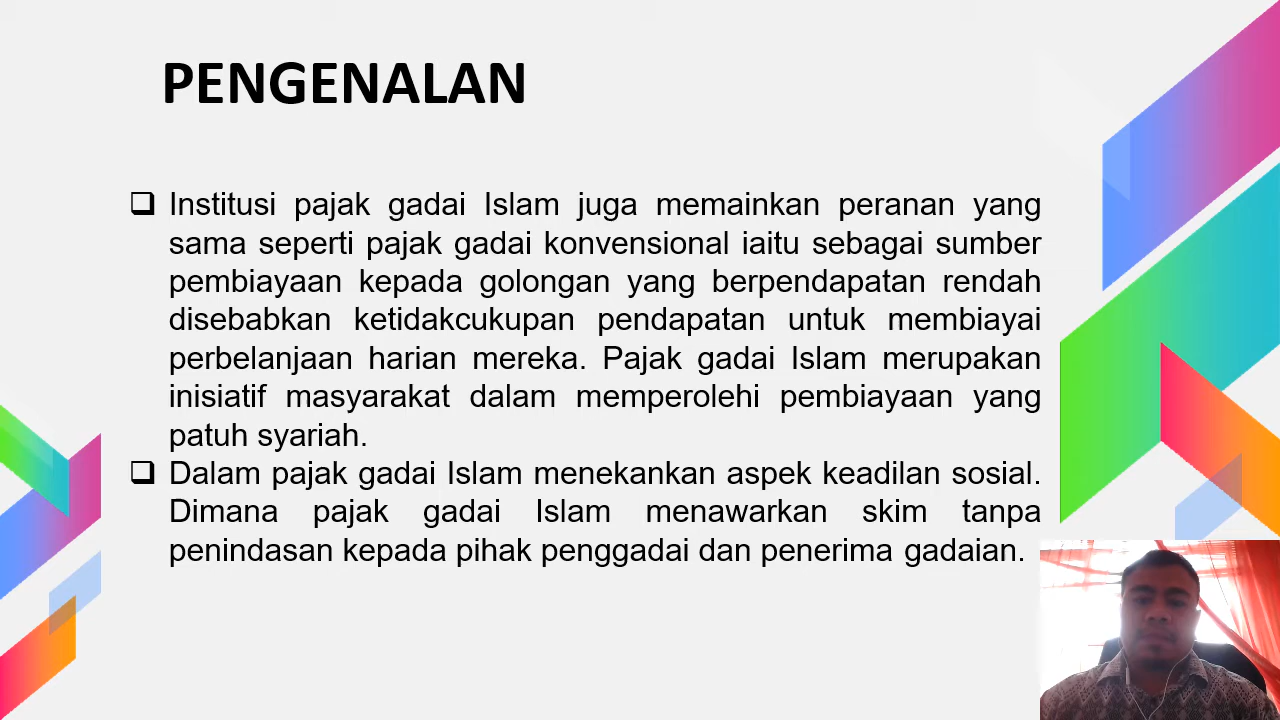 PENGENALAN
Institusi pajak gadai Islam juga memainkan peranan yang
sama seperti pajak gadai konvensional iaitu sebagai sumber
pembiayaan kepada golongan yang berpendapatan rendah
disebabkan ketidakcukupan pendapatan untuk membiayai
perbelanjaan harian mereka. Pajak gadai Islam merupakan
inisiatif masyarakat dalam memperolehi pembiayaan yang
patuh syariah.
Dalam pajak gadai Islam menekankan aspek keadilan sosial.
Dimana pajak gadai Islam menawarkan skim tanpa
penindasan kepada pihak penggadai dan penerima gadaian.